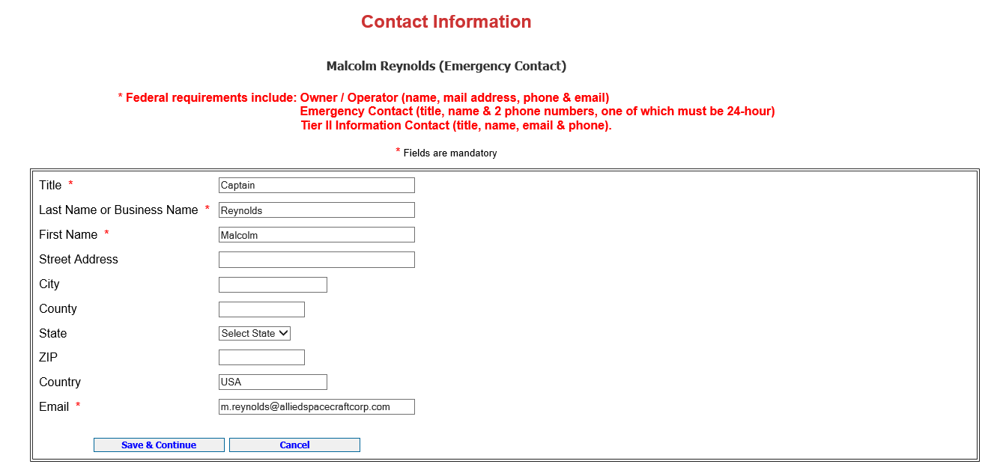 Contact Information
Malcolm Reynolds (Emergency Contact)
* Federal requirements include: Owner / Operator (name, mail address, phone & email)
Emergency Contact (title, name & 2 phone numbers, one of which must be 24-hour)
Tier II Information Contact (title, name, email & phone).
* Fields are mandatory
Title * Captain
Last Name or Business Name * Reynolds
First Name * Malcolm
Street Address
City
County
State Select State
ZIP
Country USA
Email * m.reynolds@alliedspacecraftcorp.com
Save & Continue Cancel